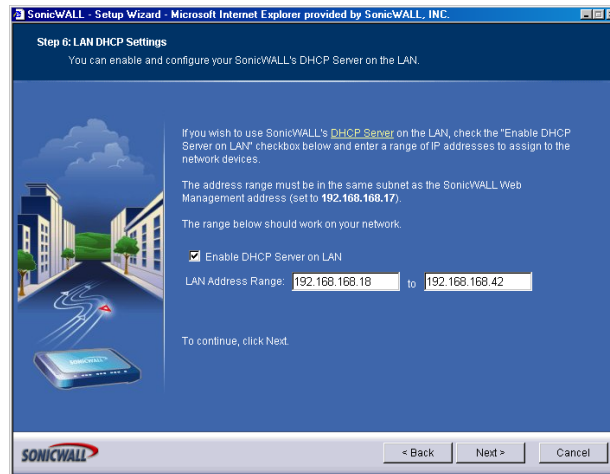 SonicWALL - Setup Wizard - Microsoft Internet Explorer provided by SonicWALL, INC.
Step 6: LAN DHCP Settings
You can enable and configure your SonicWALL's DHCP Server on the LAN.
If you wish to use SonicWALL's DHCP Server on the LAN, check the "Enable DHCP
Server on LAN" checkbox below and enter a range of IP addresses to assign to the
network devices.
The address range must be in the same subnet as the SonicWALL Web
Management address (set to 192.168.168.17).
The range below should work on your network.
Enable DHCP Server on LAN
LAN Address Range: 192.168.168.18 to 192.168.168.42
To continue, click Next.
SONICWALL
SONICWALL < Back Next > Cancel